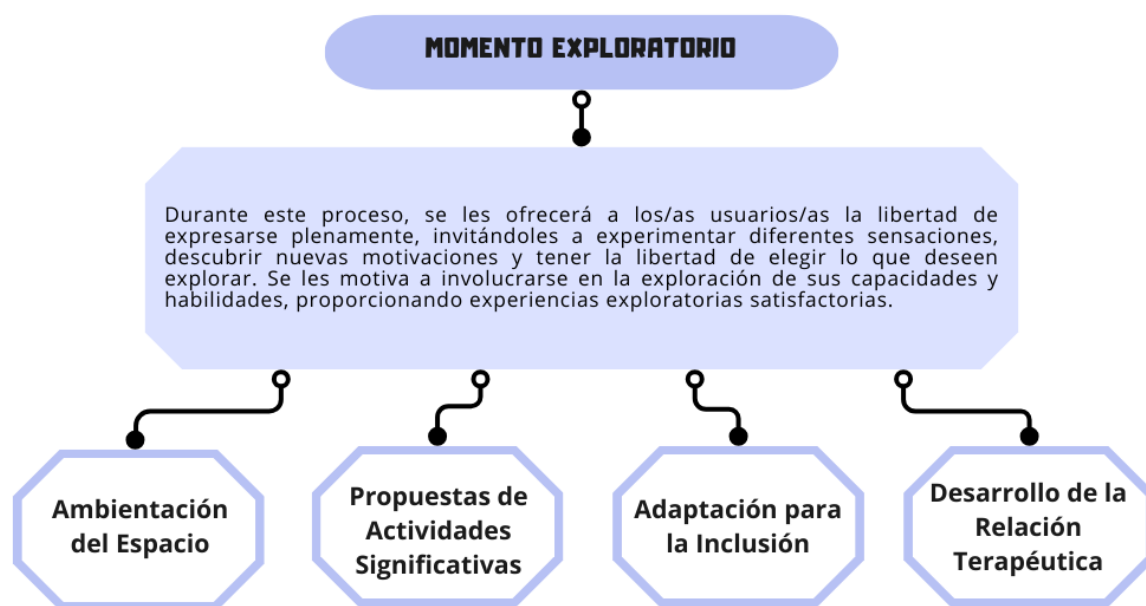 MOMENTO EXPLORATORIO
Durante este proceso, se les ofrecerá a los/as usuarios/as la libertad de
expresarse plenamente, invitándoles a experimentar diferentes sensaciones,
descubrir nuevas motivaciones y tener la libertad de elegir lo que deseen
explorar. Se les motiva a involucrarse en la exploración de sus capacidades y
habilidades, proporcionando experiencias exploratorias satisfactorias.
Ambientación
del Espacio
Propuestas de
Actividades
Significativas
Adaptación para
la Inclusión
Desarrollo de la
Relación
Terapéutica